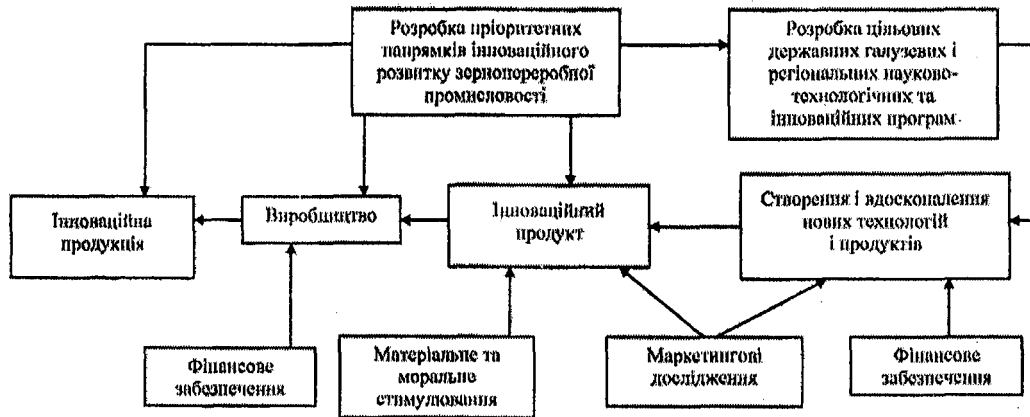 Розробка пріоритетних
напрямків інноваційного
розвитку зернопереробної
промисловості
Розробка цільових
державних галузевих і
регіональних науково-
технологічних та
інноваційних програм
Інноваційна
продукція
Виробництво
Інноваційний
продукт
Створення і вдосконалення
нових технологій
і продуктів
Фінансове
забезпечення
Матеріальне та
моральне
стимулювання
Маркетингові
дослідження
Фінансове
забезпечення